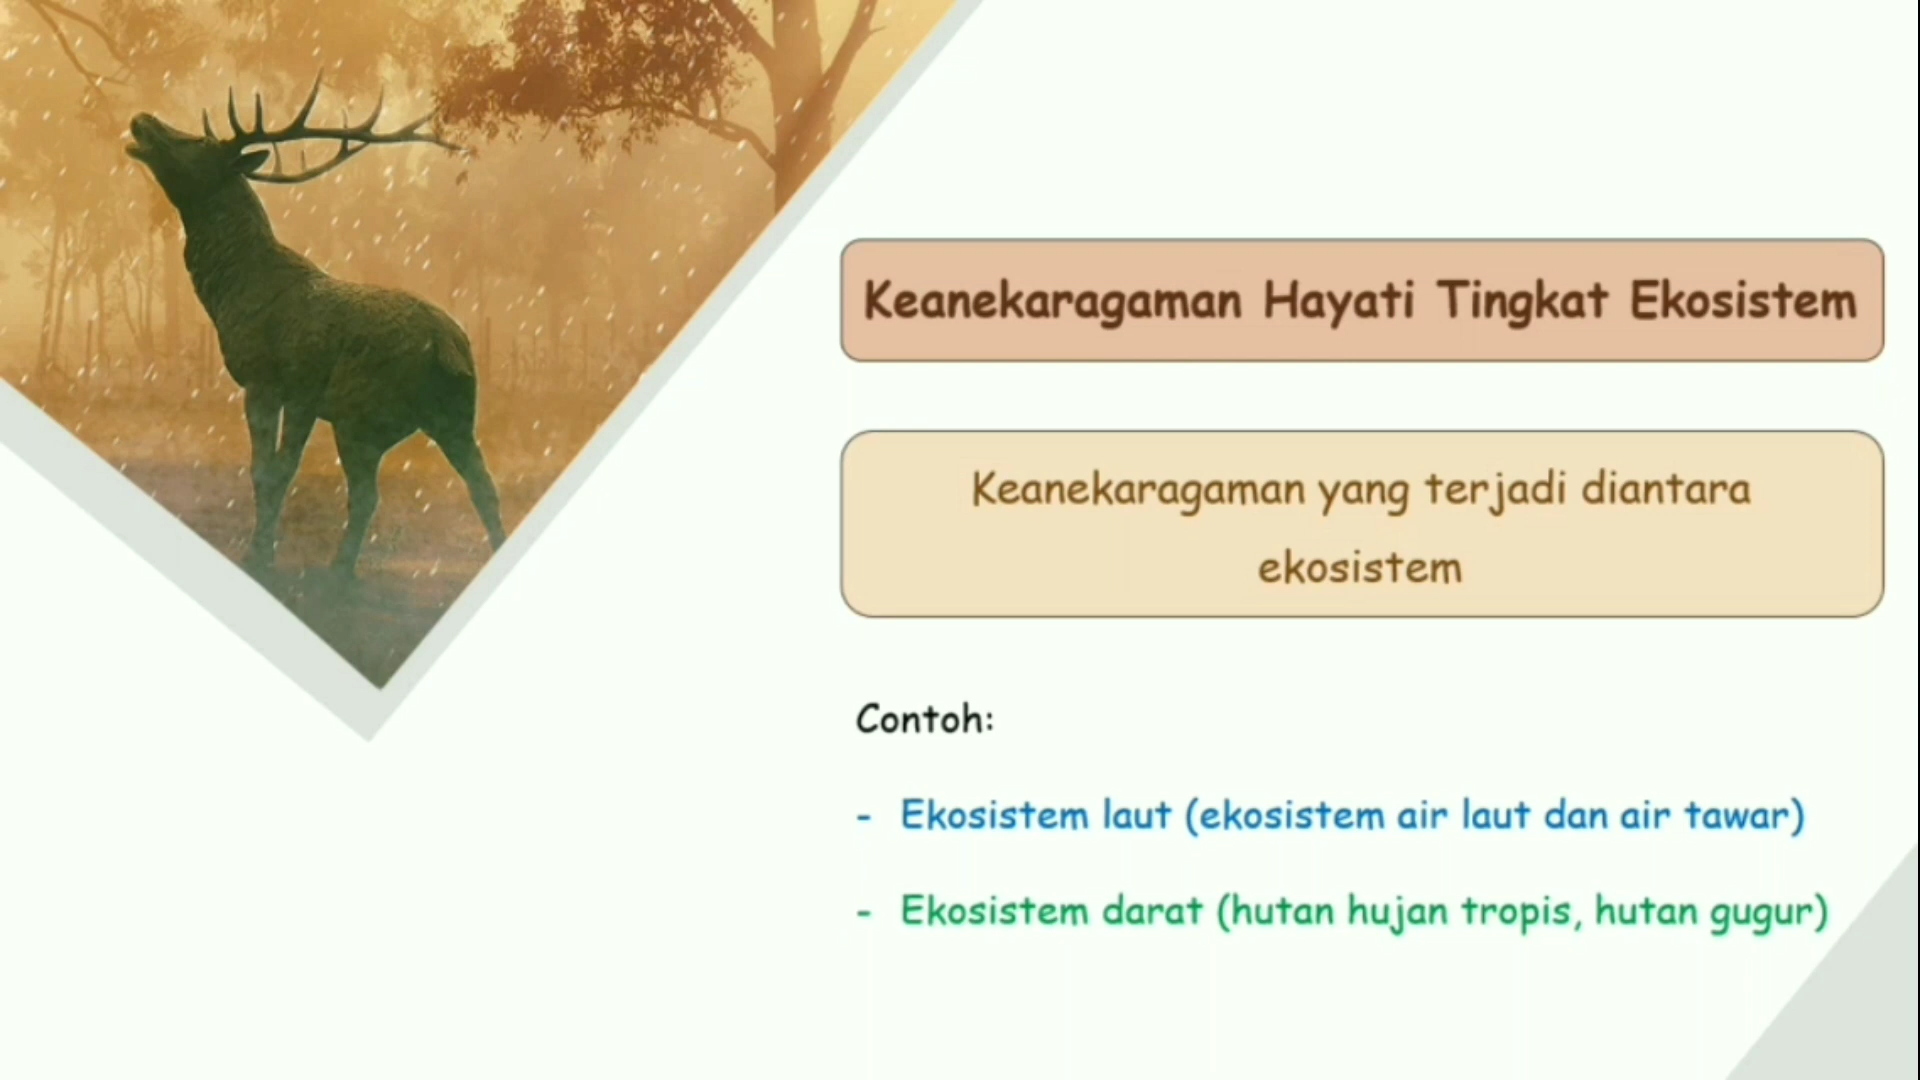 Keanekaragaman Hayati Tingkat Ekosistem
Keanekaragaman yang terjadi diantara
ekosistem
Contoh:
- Ekosistem laut (ekosistem air laut dan air tawar)
- Ekosistem darat (hutan hujan tropis, hutan gugur)